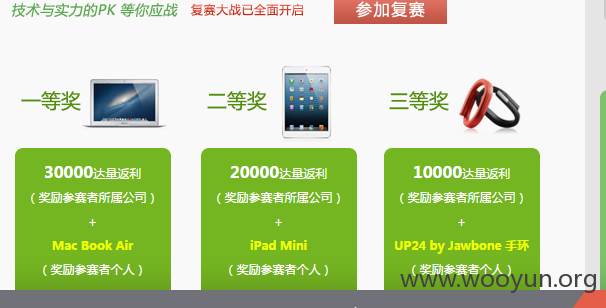 技术与实力的PK 等你应战 复赛大战已全面开启 参加复赛
一等奖 二等奖 三等奖
30000达量返利
(奖励参赛者所属公司)
+
Mac Book Air
(奖励参赛者个人)
20000达量返利
(奖励参赛者所属公司)
+
iPad Mini
(奖励参赛者个人)
10000达量返利
(奖励参赛者所属公司)
+
UP24 by Jawbone 手环
(奖励参赛者个人)
www.wooyun.org